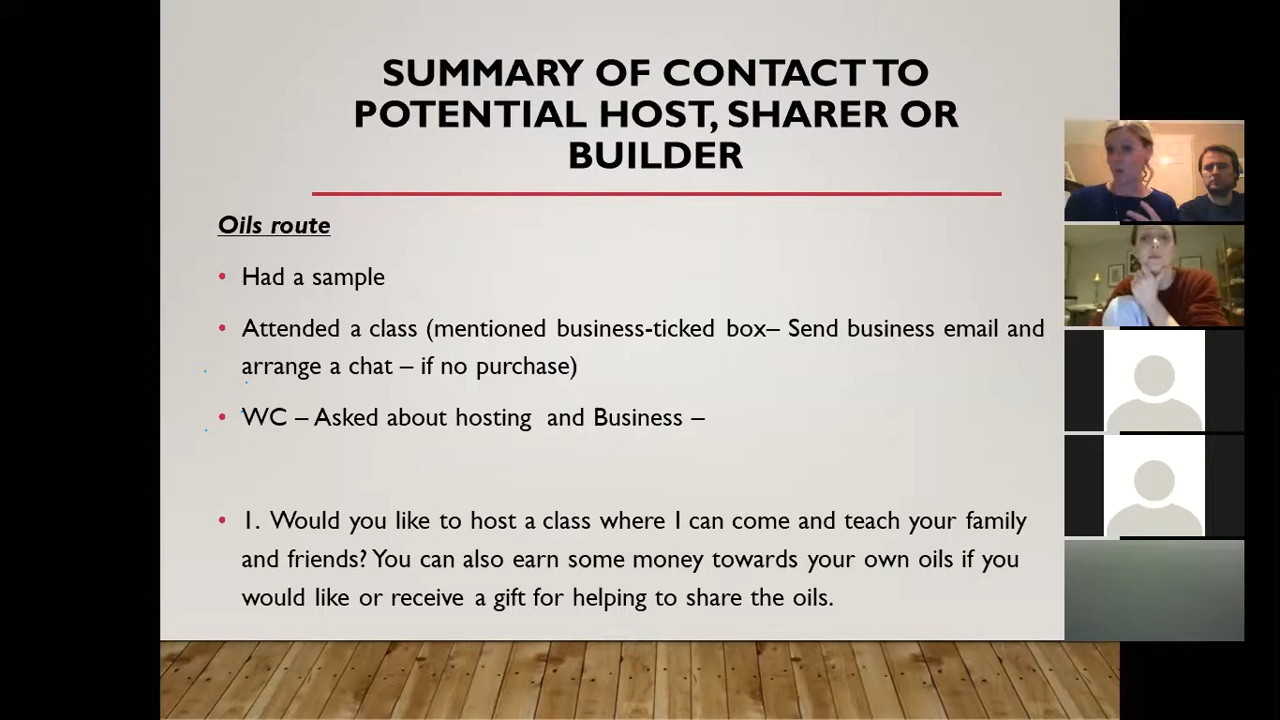 SUMMARY OF CONTACT TO
POTENTIAL HOST, SHARER OR
BUILDER
Oils route
• Had a sample
• Attended a class (mentioned business-ticked box– Send business email and
arrange a chat – if no purchase)
• WC – Asked about hosting and Business –
• 1. Would you like to host a class where I can come and teach your family
and friends? You can also earn some money towards your own oils if you
would like or receive a gift for helping to share the oils.